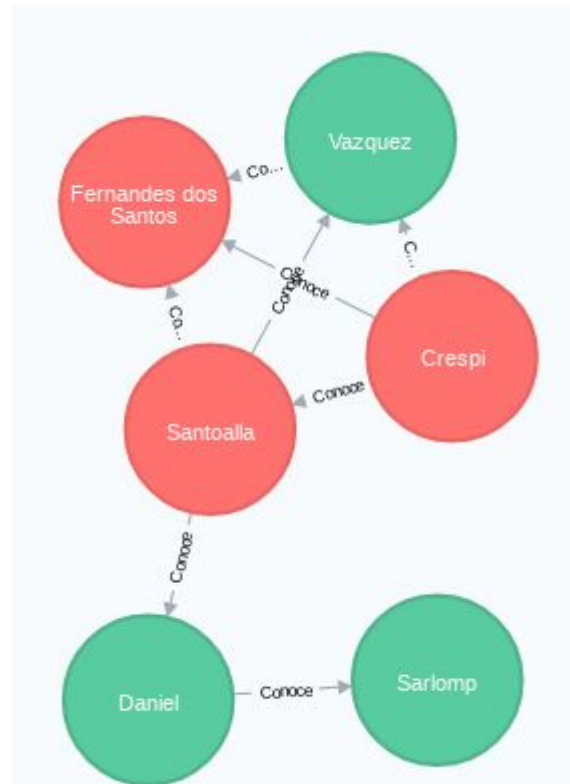 Vazquez
Fernandes dos
Santos
Co...
C...
Conoce
Conoce
Co...
Crespi
Conoce
Santoalla
Conoce
Sarlomp
Daniel
Conoce